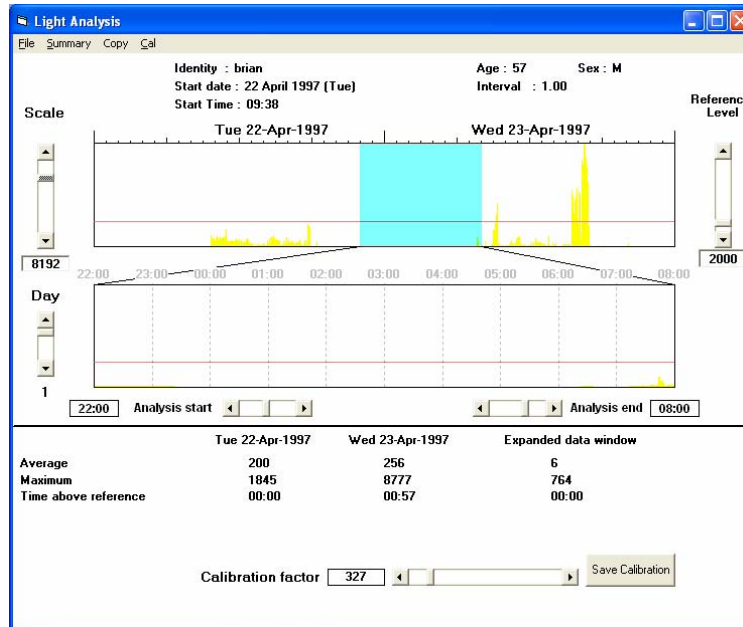 Light Analysis
File Summary Copy Cal
Identity : brian Age : 57 Sex : M
Start date : 22 April 1997 (Tue) Interval : 1.00
Start Time : 09:38
Scale
Reference Level
Tue 22-Apr-1997 Wed 23-Apr-1997
8192
2000
22:00 23:00 00:00 01:00 02:00 03:00 04:00 05:00 06:00 07:00 08:00
Day
1
22:00 Analysis start Analysis end 08:00
Tue 22-Apr-1997 Wed 23-Apr-1997 Expanded data window
Average 200 256 6
Maximum 1845 8777 764
Time above reference 00:00 00:57 00:00
Calibration factor 327 Save Calibration